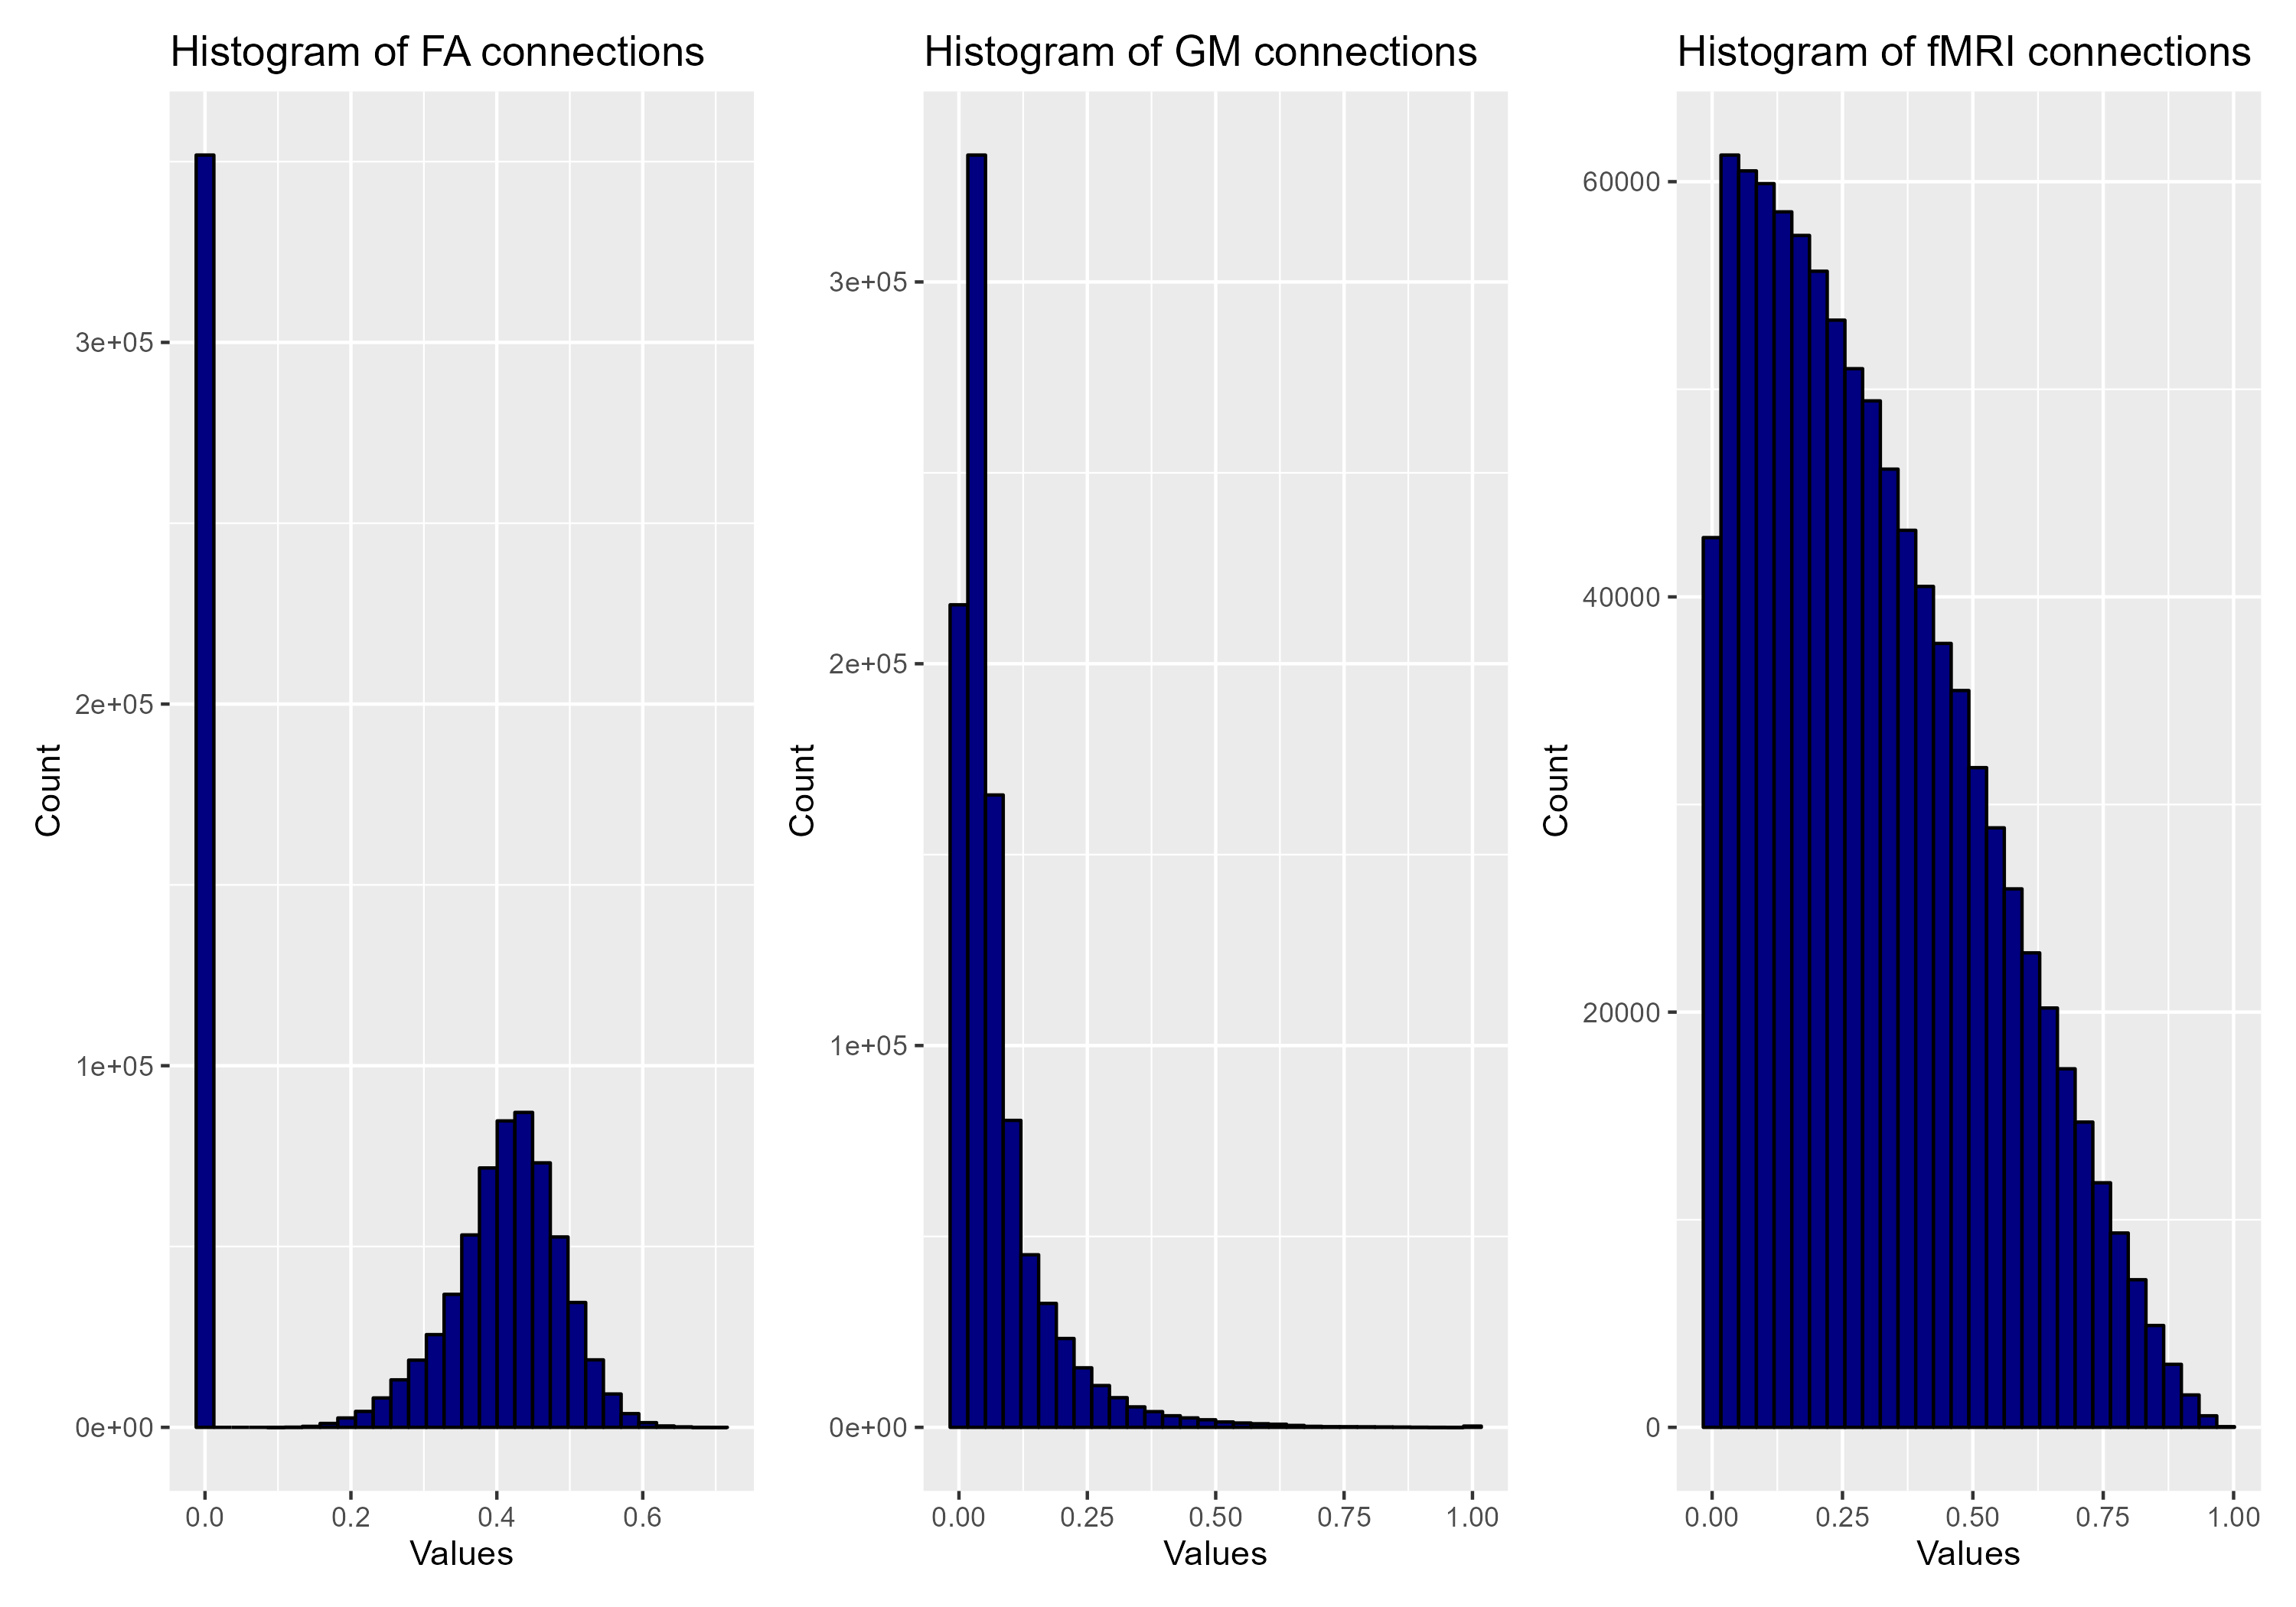 Histogram of FA connections
3e+05
2e+05
1e+05
0e+00
Count
0.0 0.2 0.4 0.6
Values
Histogram of GM connections
3e+05
2e+05
1e+05
0e+00
Count
0.00 0.25 0.50 0.75 1.00
Values
Histogram of fMRI connections
60000
40000
20000
0
Count
0.00 0.25 0.50 0.75 1.00
Values